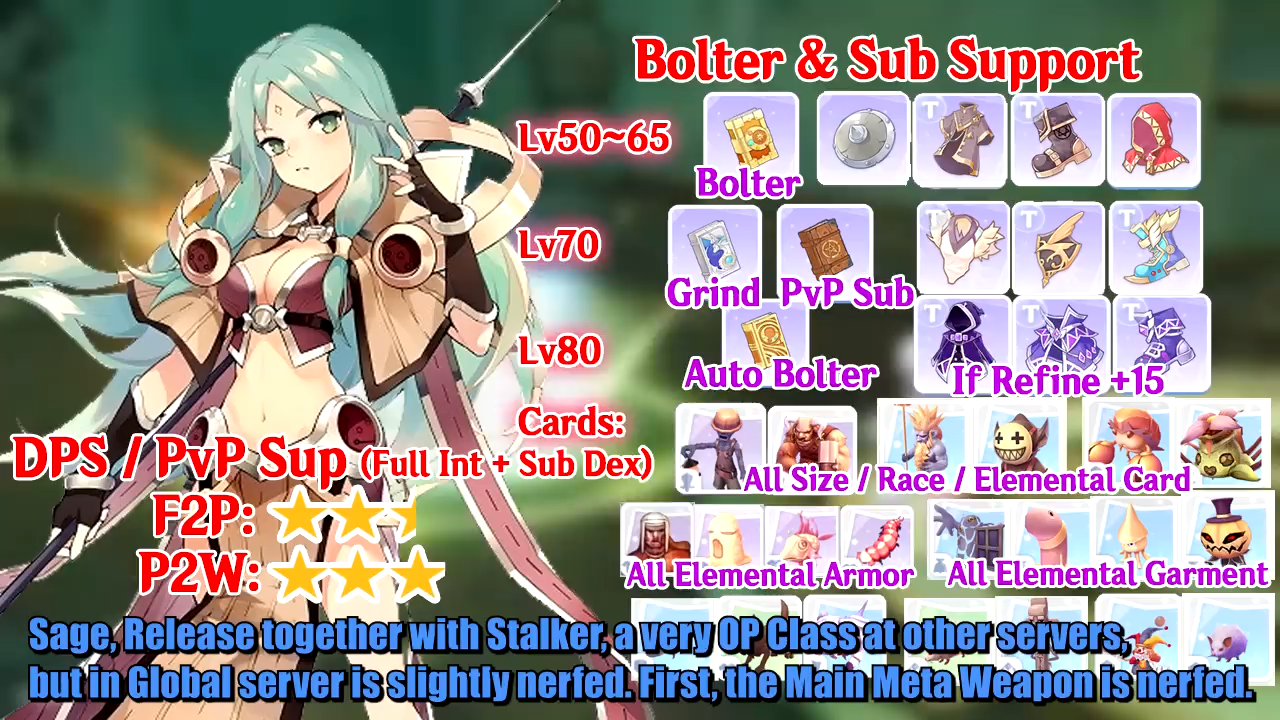 Bolter & Sub Support
Lv50~65
Bolter
T T
Lv70
Grind PvP Sub
T T T
Lv80
Auto Bolter
T T T
If Refine +15
Cards:
DPS / PvP Sup (Full Int + Sub Dex)
All Size / Race / Elemental Card
F2P:
P2W:
All Elemental Armor
All Elemental Garment
Sage, Release together with Stalker, a very OP Class at other servers,
but in Global server is slightly nerfed. First, the Main Meta Weapon is nerfed.